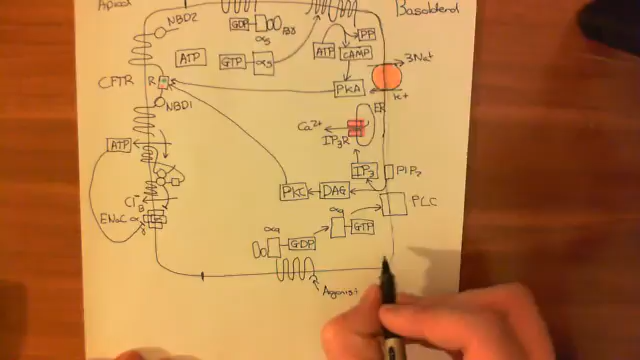 Apical
Basolateral
NBD2
GDP
αs
βγ
PPi
ATP
GTP
αs
ATP
cAMP
3Na+
CFTR
R
PKA
K+
NBD1
ER
Ca2+
IP3R
ATP
IP3
PIP2
Cl-
PKC
DAG
PLC
ENaC α
β
γ
αq
GTP
αq
GDP
Agonist